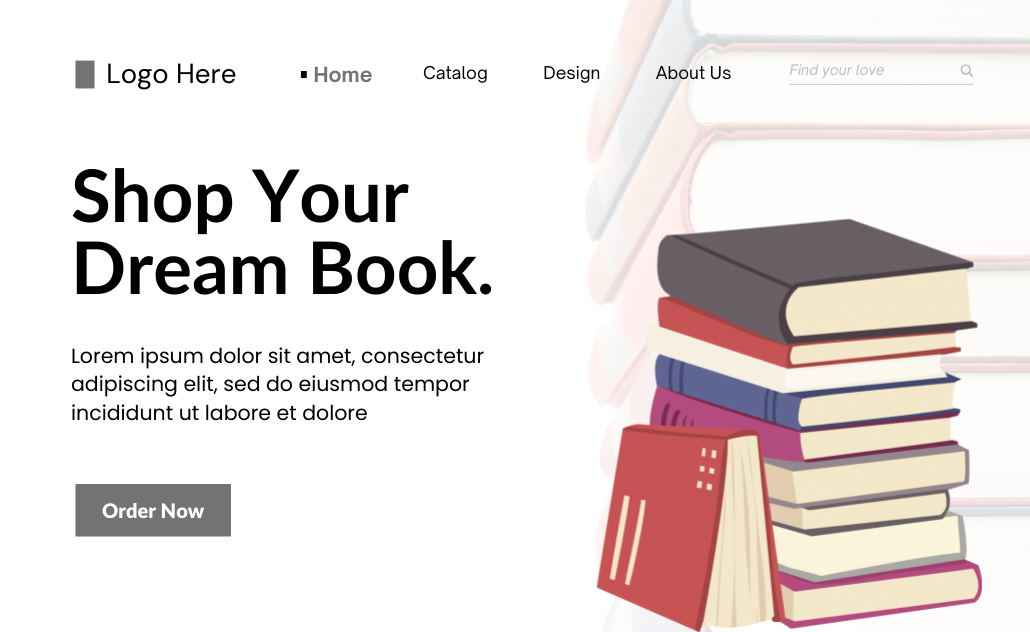 Logo Here
Home
Catalog
Design
About Us
Find your love
Shop Your
Dream Book.
Lorem ipsum dolor sit amet, consectetur
adipiscing elit, sed do eiusmod tempor
incididunt ut labore et dolore
Order Now